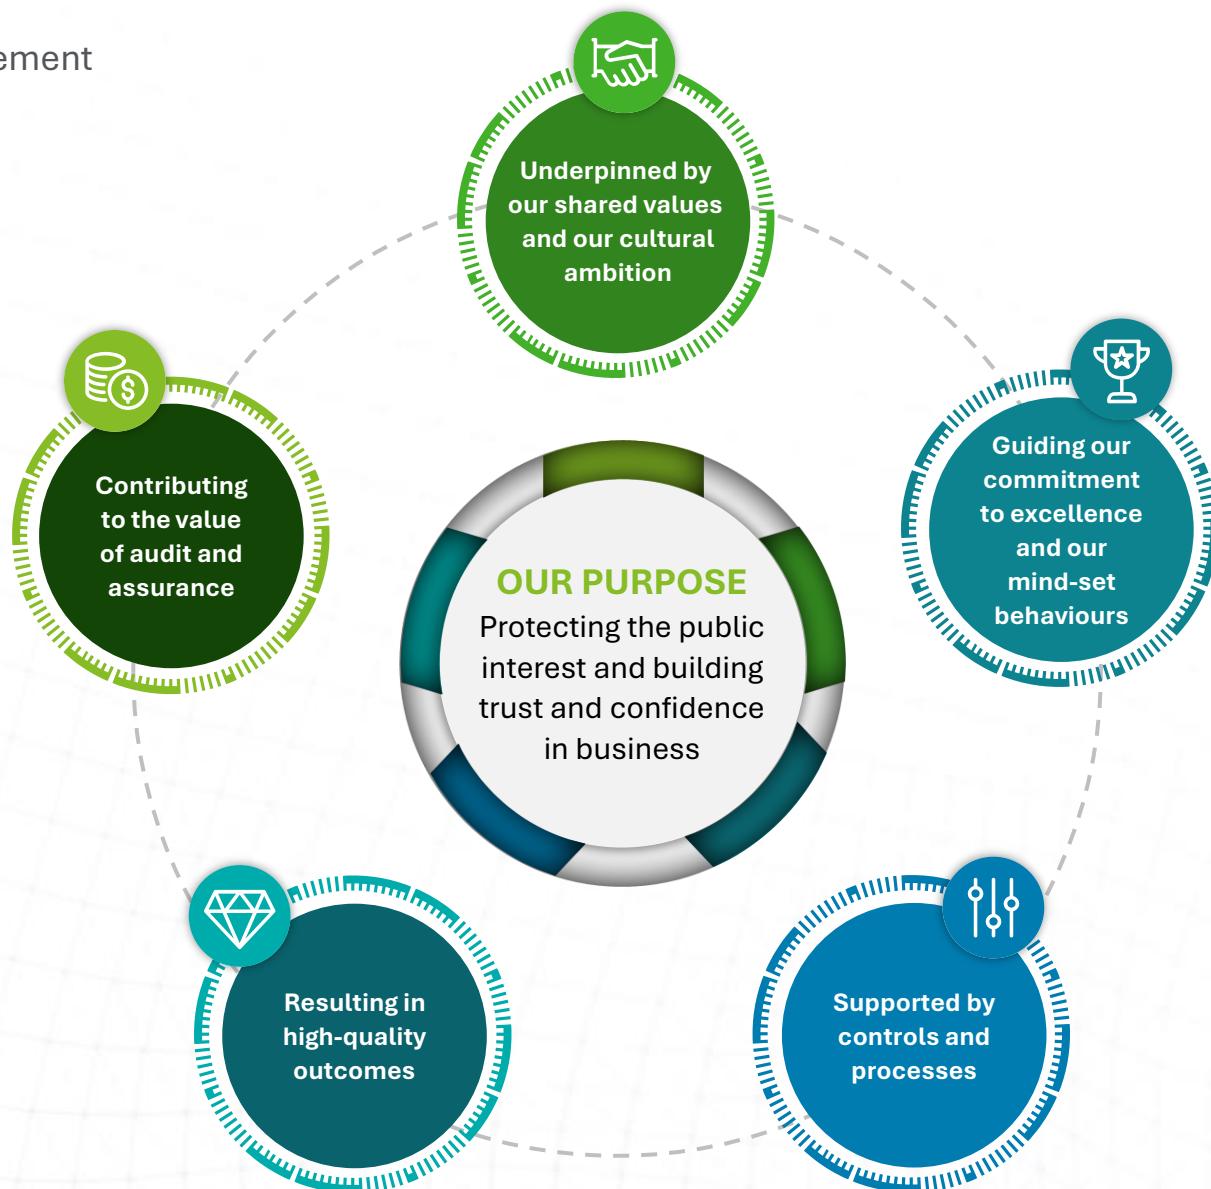 ement
Underpinned by
our shared values
and our cultural
ambition
Guiding our
commitment
to excellence
and our
mind-set
behaviours
Contributing
to the value
of audit and
assurance
$
OUR PURPOSE
Protecting the public
interest and building
trust and confidence
in business
Resulting in
high-quality
outcomes
Supported by
controls and
processes